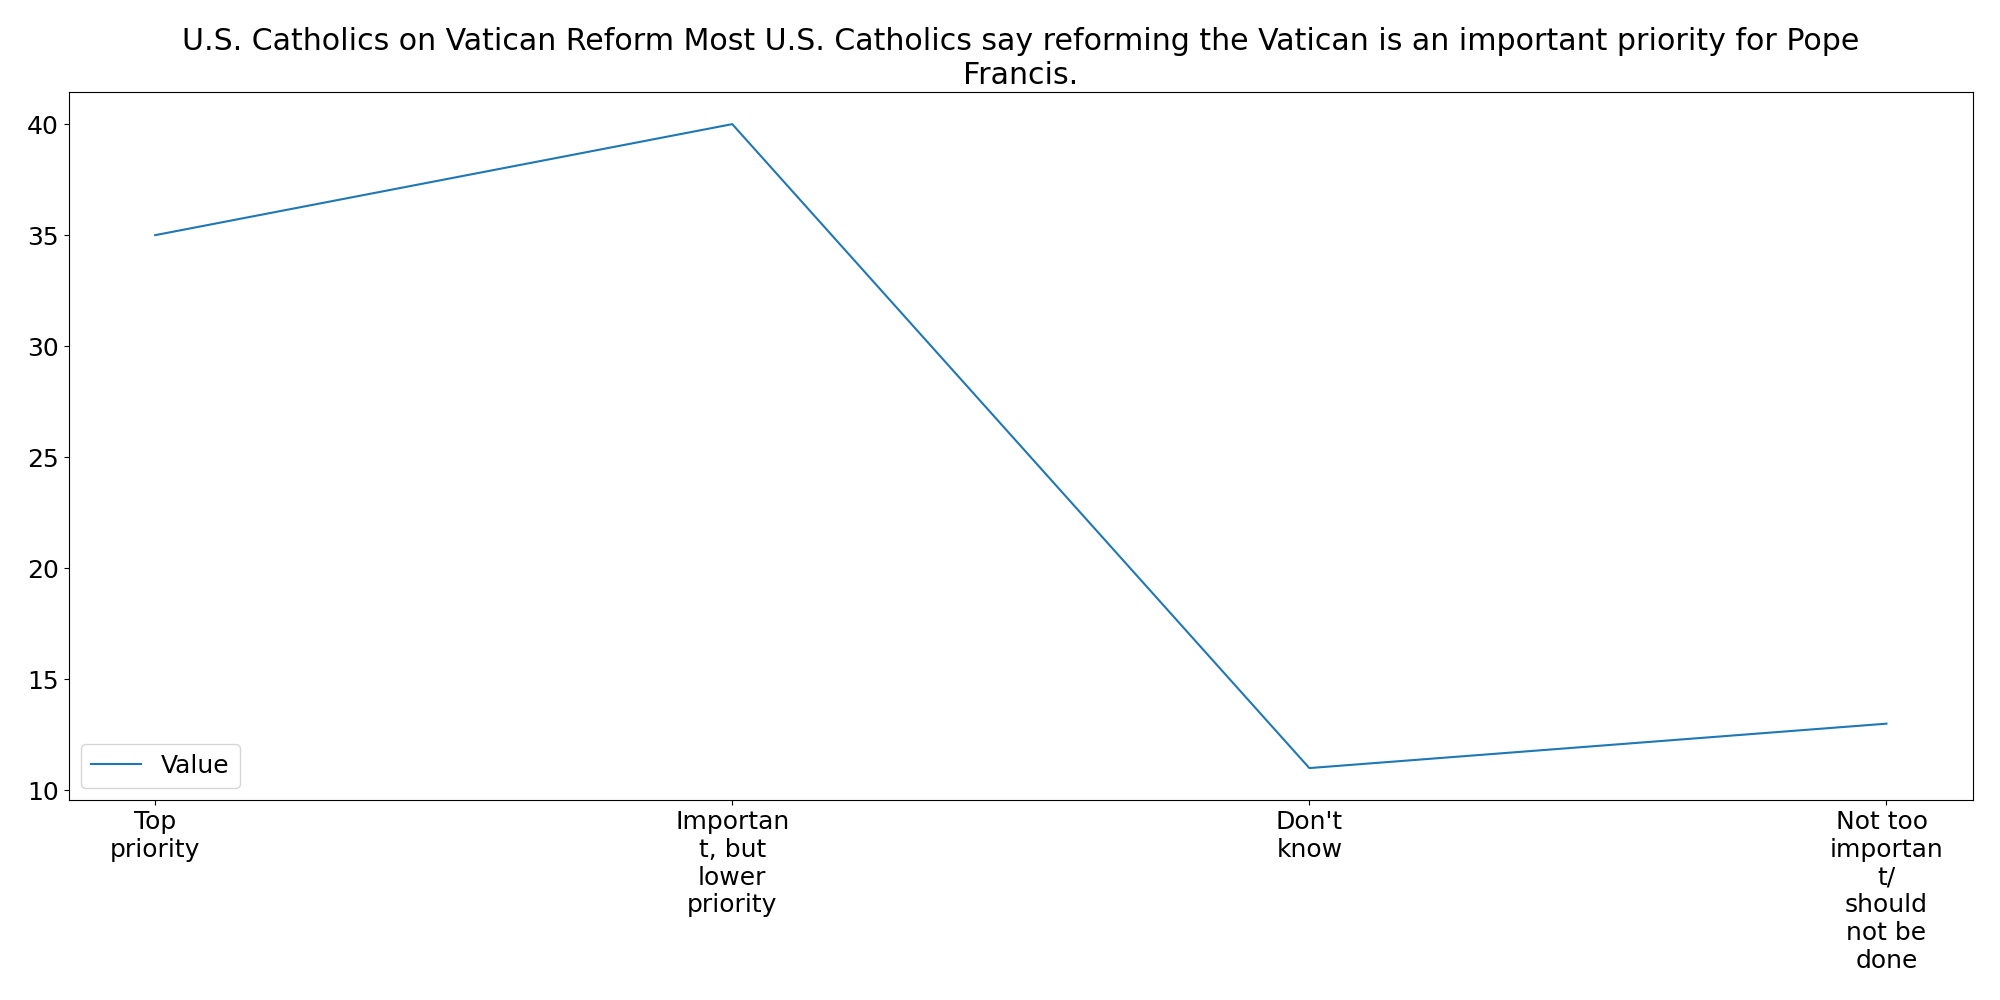 U.S. Catholics on Vatican Reform Most U.S. Catholics say reforming the Vatican is an important priority for Pope
Francis.
40
35
30
25
20
15
10
Value
Top
priority
Importan
t, but
lower
priority
Don't
know
Not too
importan
t/
should
not be
done